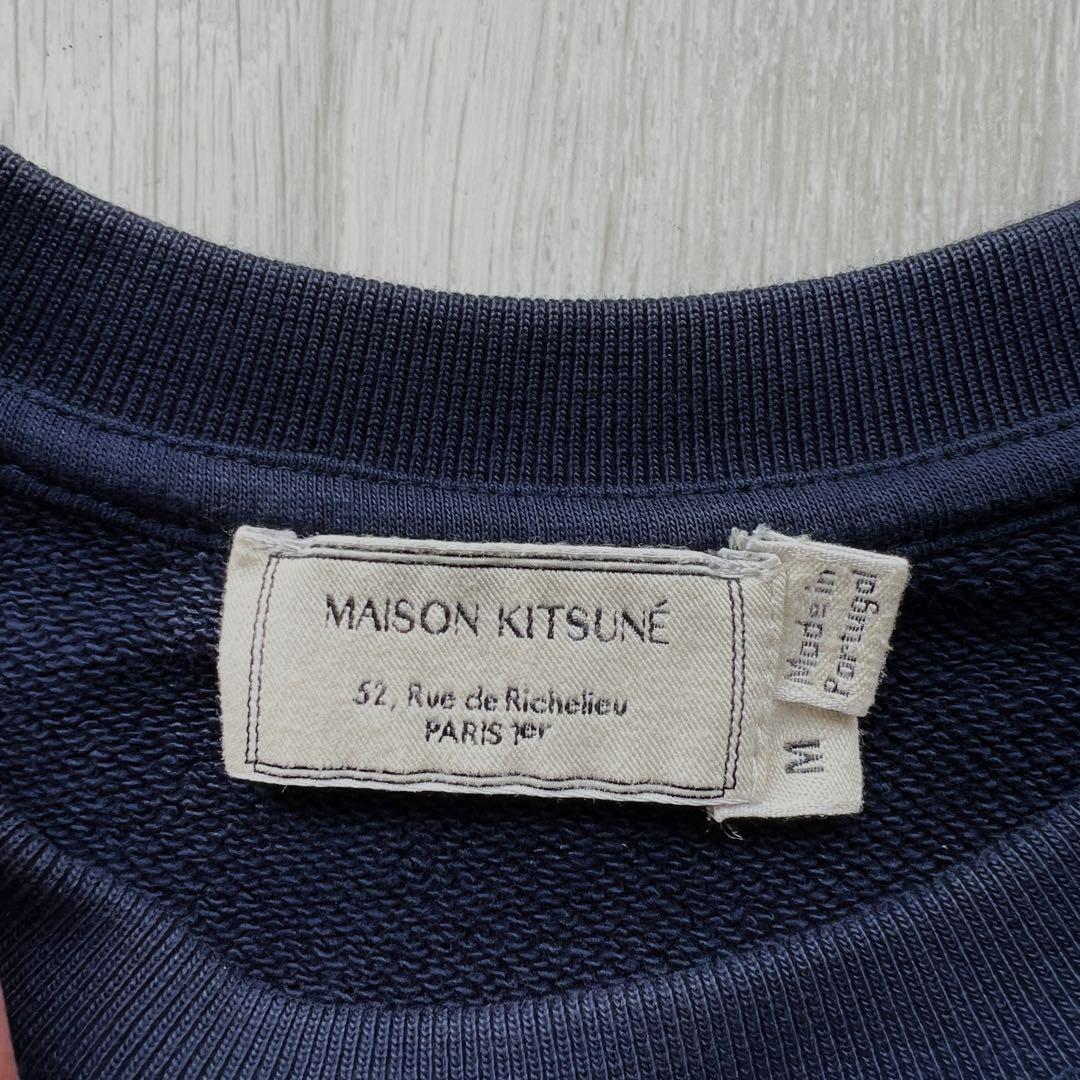 MAISON KITSUNÉ
52, Rue de Richelieu
PARIS 1er
Made in
Portugal
M